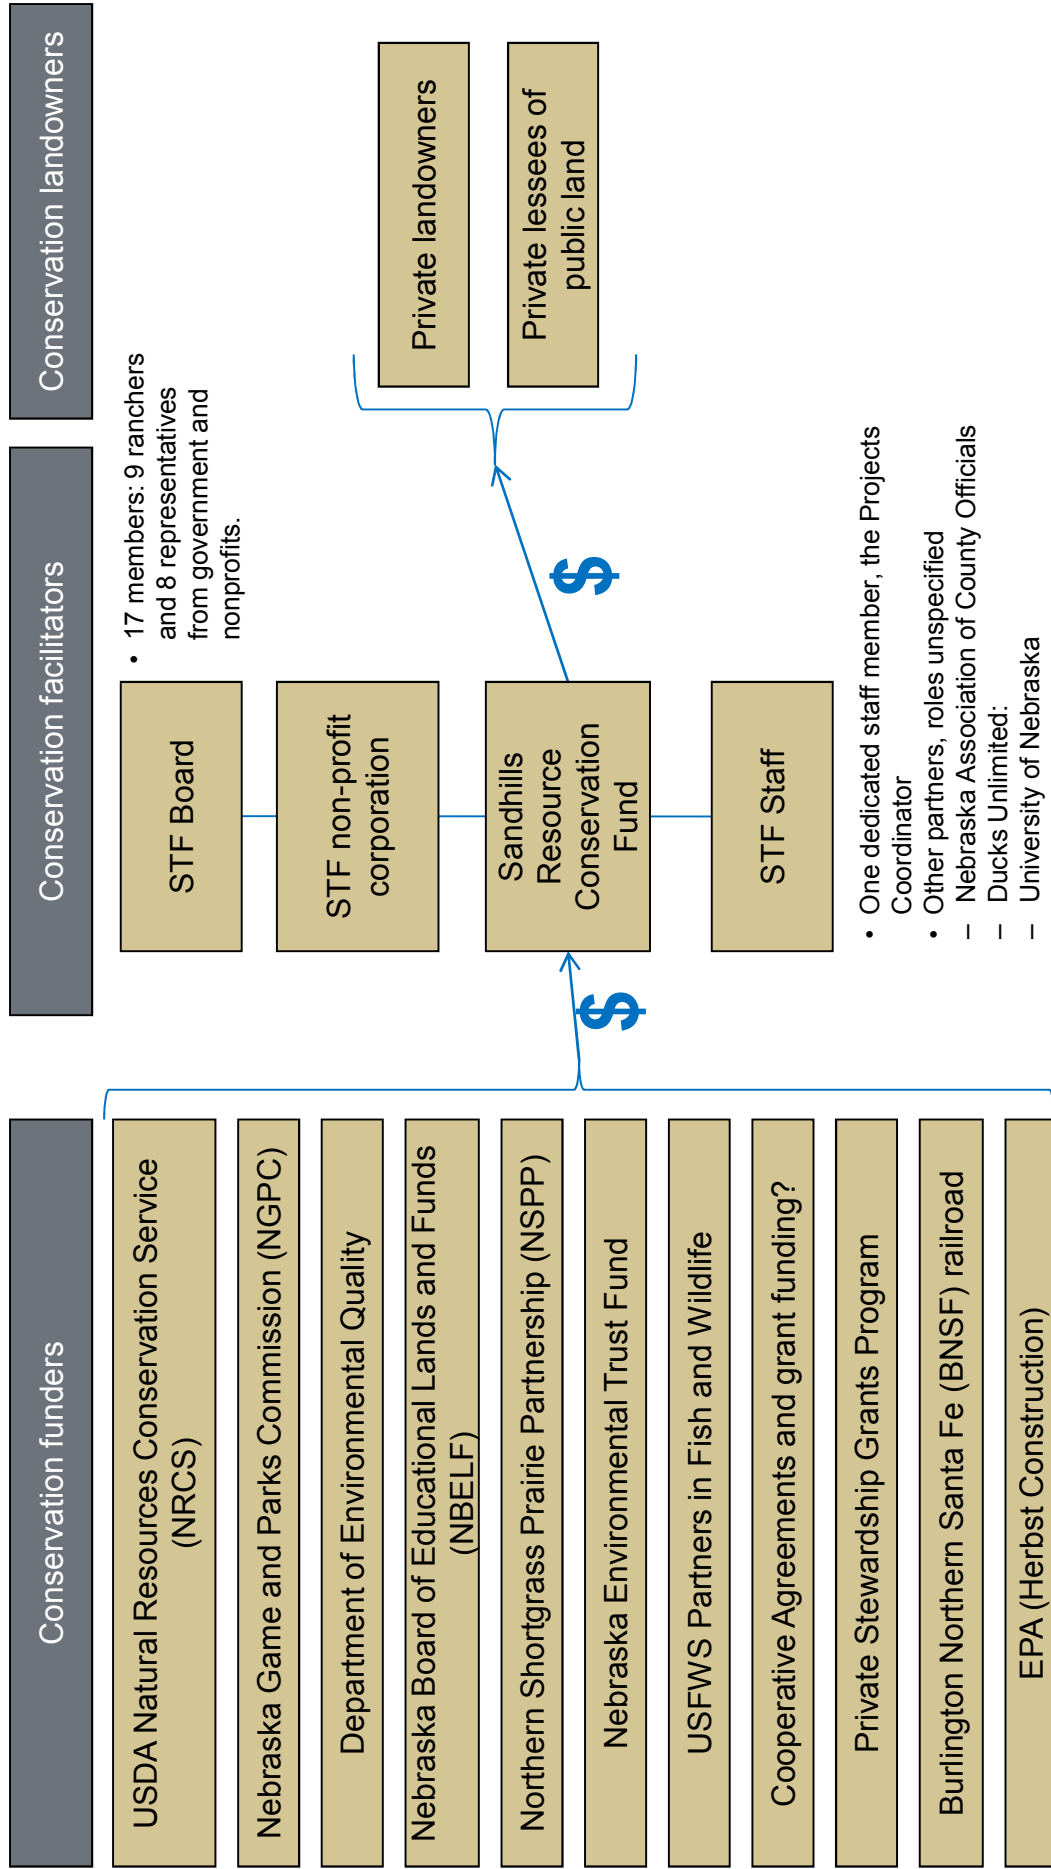 Conservation funders
USDA Natural Resources Conservation Service
(NRCS)
Nebraska Game and Parks Commission (NGPC)
Department of Environmental Quality
Nebraska Board of Educational Lands and Funds
(NBELF)
Northern Shortgrass Prairie Partnership (NSPP)
Nebraska Environmental Trust Fund
USFWS Partners in Fish and Wildlife
Cooperative Agreements and grant funding?
Private Stewardship Grants Program
Burlington Northern Santa Fe (BNSF) railroad
EPA (Herbst Construction)
$
Conservation facilitators
STF Board
• 17 members: 9 ranchers
and 8 representatives
from government and
nonprofits.
STF non-profit
corporation
Sandhills
Resource
Conservation
Fund
STF Staff
• One dedicated staff member, the Projects
Coordinator
• Other partners, roles unspecified
– Nebraska Association of County Officials
– Ducks Unlimited:
– University of Nebraska
$
Conservation landowners
Private landowners
Private lessees of
public land